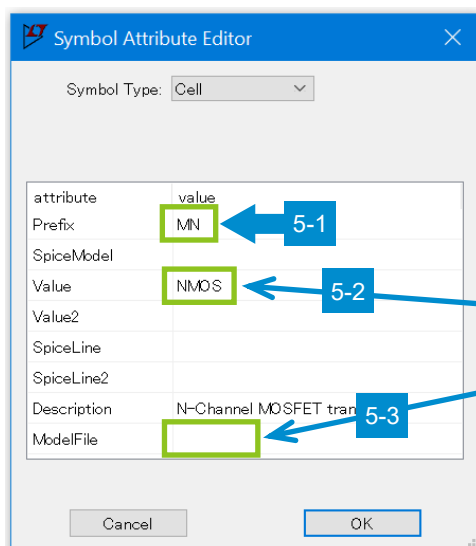 Symbol Attribute Editor
Symbol Type: Cell
attribute value
Prefix MN 5-1
SpiceModel
Value NMOS 5-2
Value2
SpiceLine
SpiceLine2
Description N-Channel MOSFET tran
5-3
ModelFile
Cancel OK